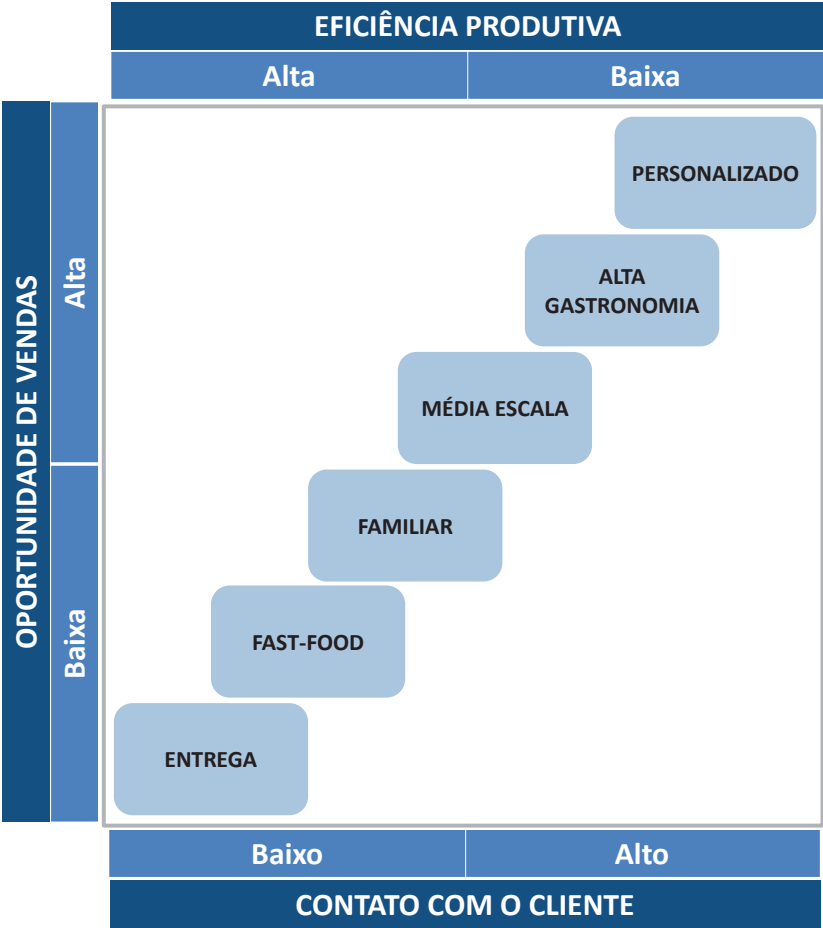 EFICIÊNCIA PRODUTIVA
Alta
Baixa
OPORTUNIDADE DE VENDAS
Alta
Baixa
PERSONALIZADO
ALTA
GASTRONOMIA
MÉDIA ESCALA
FAMILIAR
FAST-FOOD
ENTREGA
Baixo
Alto
CONTATO COM O CLIENTE